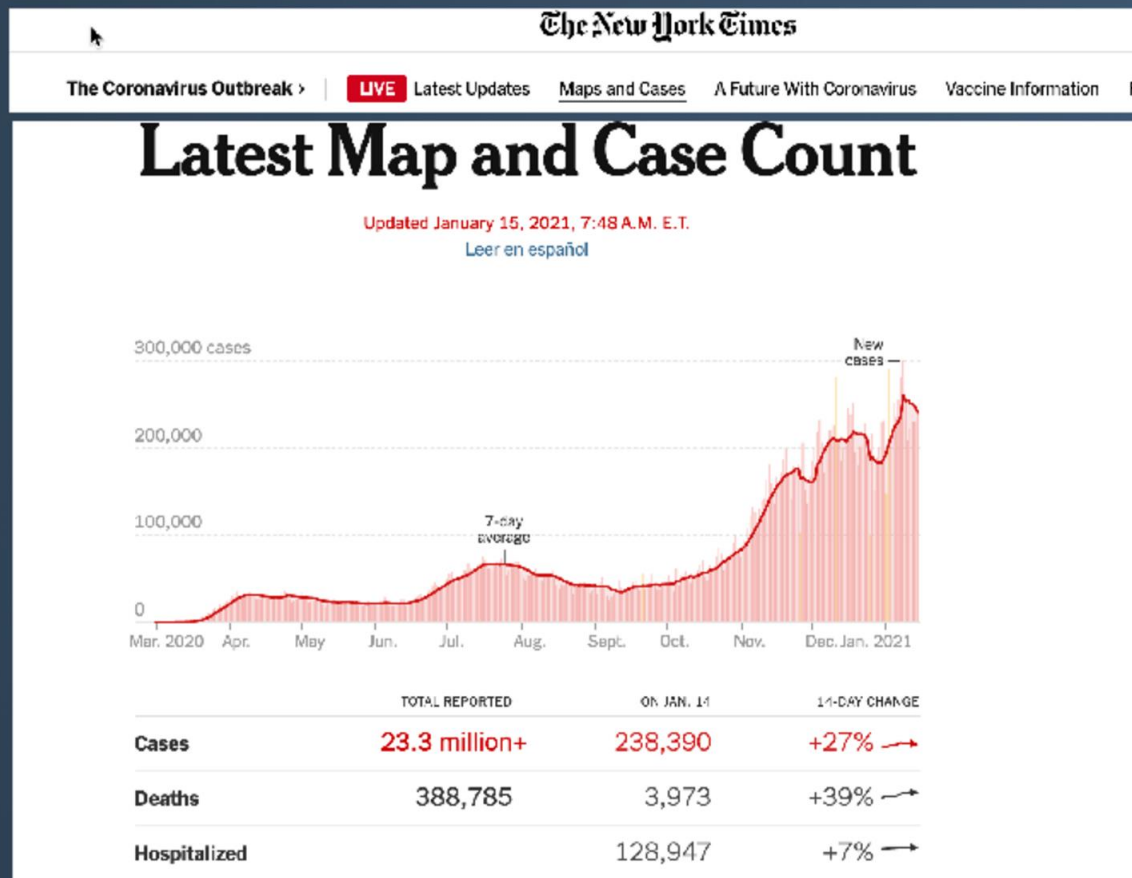 The New York Times
The Coronavirus Outbreak › LIVE Latest Updates Maps and Cases A Future With Coronavirus Vaccine Information
Latest Map and Case Count
Updated January 15, 2021, 7:48 A.M. E.T.
Leer en español
300,000 cases
New
cases
200,000
100,000
7-day
average
0
Mar. 2020 Apr. May Jun. Jul. Aug. Sept. Oct. Nov. Dec. Jan. 2021
TOTAL REPORTED ON JAN. 14 14-DAY CHANGE
Cases 23.3 million+ 238,390 +27%
Deaths 388,785 3,973 +39%
Hospitalized 128,947 +7%